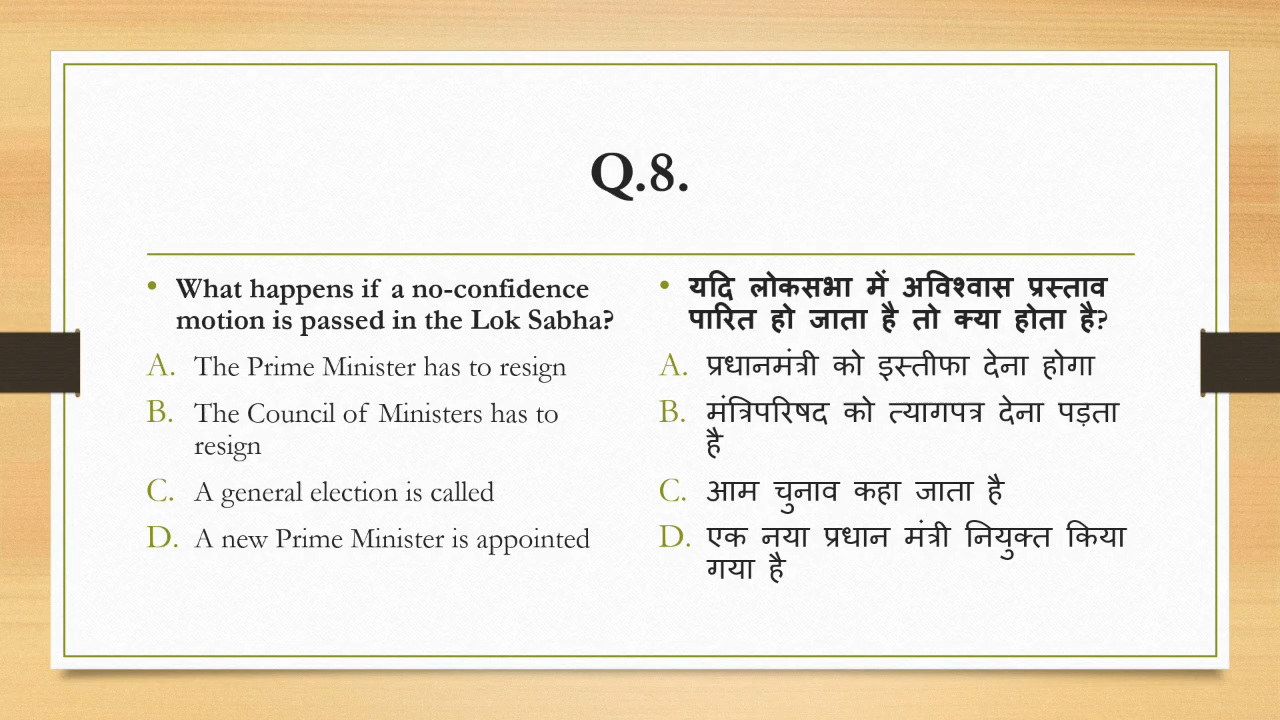 Q.8.
• What happens if a no-confidence
motion is passed in the Lok Sabha?
A. The Prime Minister has to resign
B. The Council of Ministers has to
resign
C. A general election is called
D. A new Prime Minister is appointed
• यदि लोकसभा में अविश्वास प्रस्ताव
पारित हो जाता है तो क्या होता है?
A. प्रधानमंत्री को इस्तीफा देना होगा
B. मंत्रिपरिषद को त्यागपत्र देना पड़ता
है
C. आम चुनाव कहा जाता है
D. एक नया प्रधान मंत्री नियुक्त किया
गया है